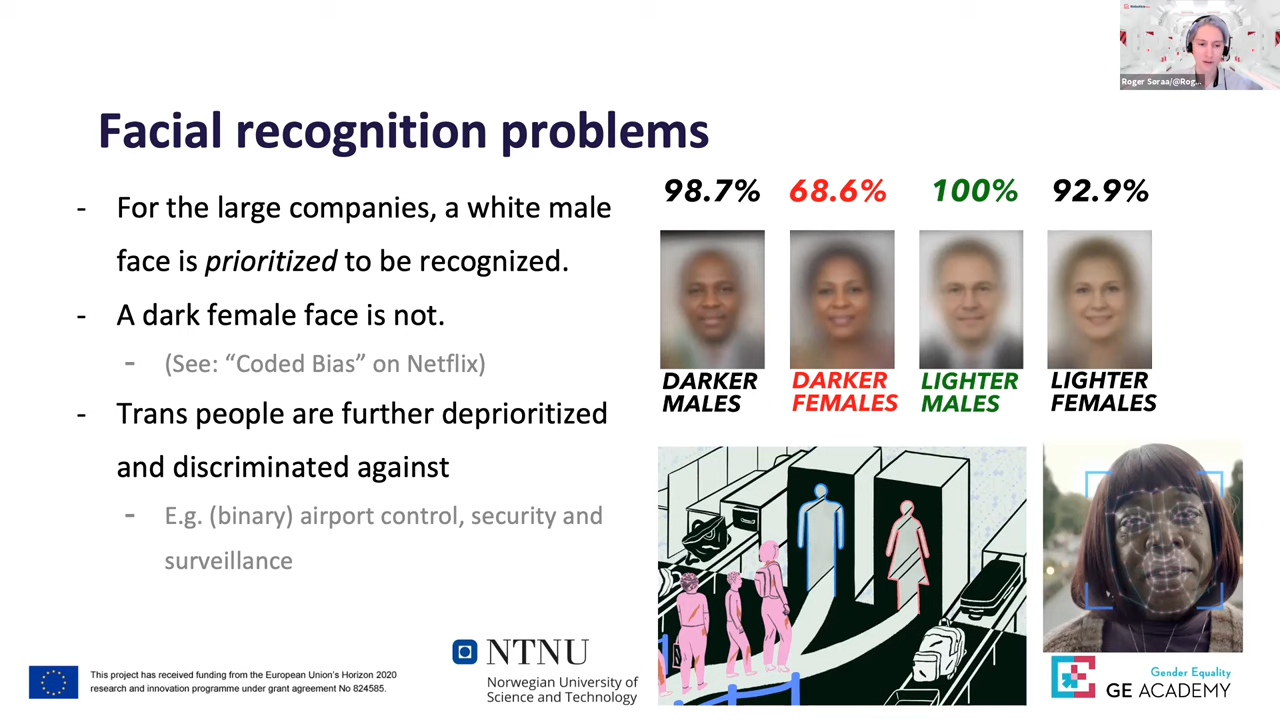 Roger Søraa/@Rog...
Facial recognition problems
- For the large companies, a white male
face is prioritized to be recognized.
- A dark female face is not.
- (See: “Coded Bias” on Netflix)
- Trans people are further deprioritized
and discriminated against
- E.g. (binary) airport control, security and
surveillance
98.7% 68.6% 100% 92.9%
DARKER
MALES
DARKER
FEMALES
LIGHTER
MALES
LIGHTER
FEMALES
This project has received funding from the European Union’s Horizon 2020
research and innovation programme under grant agreement No 824585.
NTNU
Norwegian University of
Science and Technology
Gender Equality
GE ACADEMY